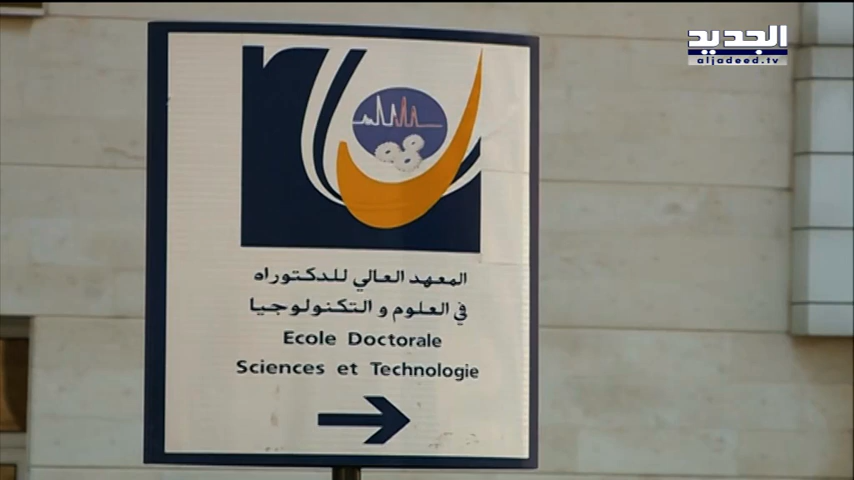 الجديد
aljadeed.tv
المعهد العالي للدكتوراه
في العلوم و التكنولوجيا
Ecole Doctorale
Sciences et Technologie